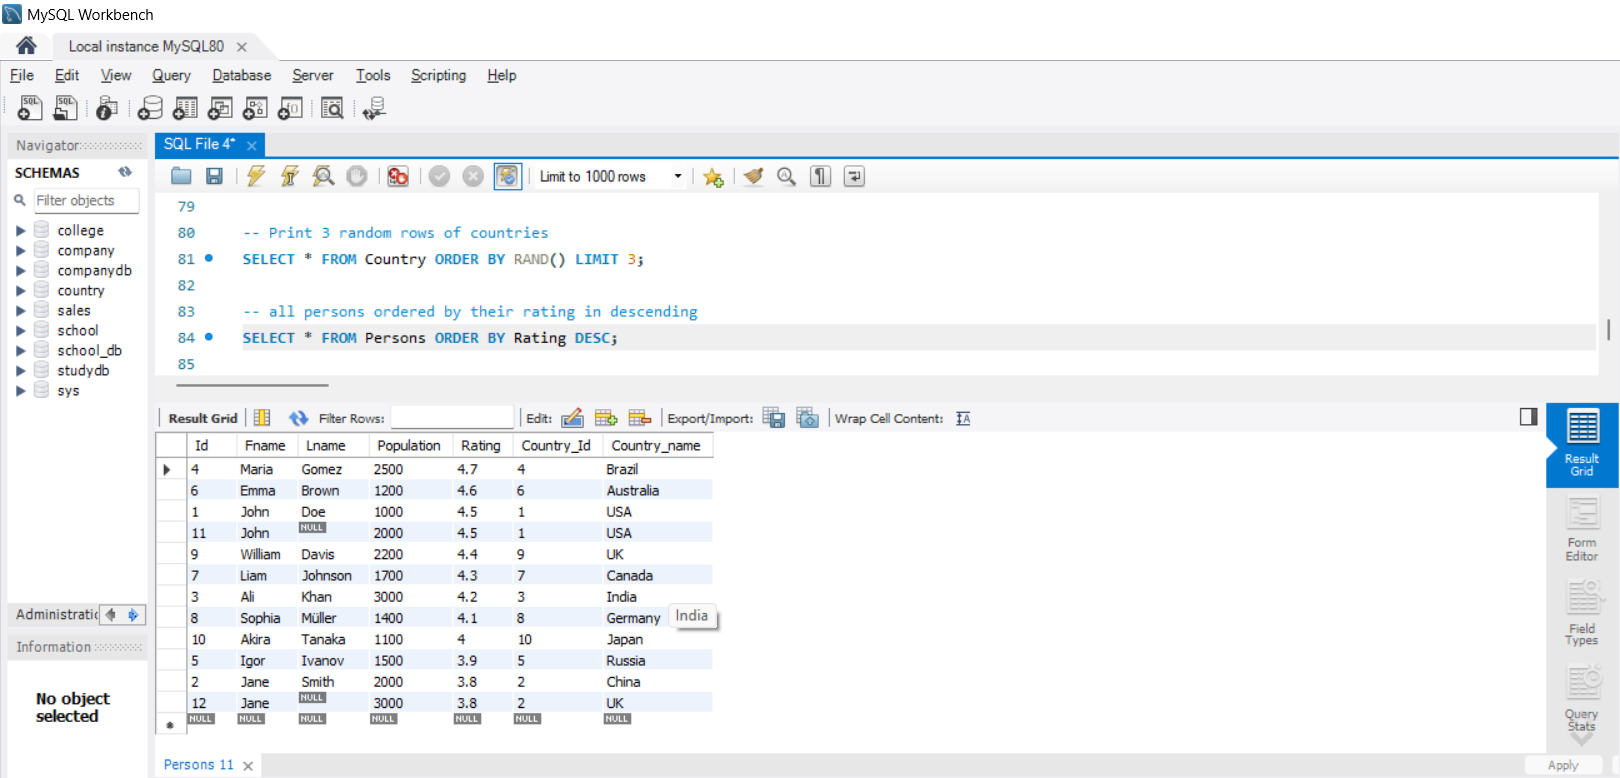 MySQL Workbench
Local instance MySQL80
File Edit View Query Database Server Tools Scripting Help
Navigator
SCHEMAS
Filter objects
college
company
companydb
country
sales
school
school_db
studydb
sys
Administratic
Information
No object
selected
SQL File 4*
Limit to 1000 rows
79
80 -- Print 3 random rows of countries
81 SELECT * FROM Country ORDER BY RAND() LIMIT 3;
82
83 -- all persons ordered by their rating in descending
84 SELECT * FROM Persons ORDER BY Rating DESC;
85
Result Grid Filter Rows: Edit: Export/Import: Wrap Cell Content:
Id Fname Lname Population Rating Country_Id Country_name
4 Maria Gomez 2500 4.7 4 Brazil
6 Emma Brown 1200 4.6 6 Australia
1 John Doe 1000 4.5 1 USA
11 John NULL 2000 4.5 1 USA
9 William Davis 2200 4.4 9 UK
7 Liam Johnson 1700 4.3 7 Canada
3 Ali Khan 3000 4.2 3 India
8 Sophia Müller 1400 4.1 8 Germany
India
10 Akira Tanaka 1100 4 10 Japan
5 Igor Ivanov 1500 3.9 5 Russia
2 Jane Smith 2000 3.8 2 China
12 Jane NULL 3000 3.8 2 UK
NULL NULL NULL NULL NULL NULL NULL
Result
Grid
Form
Editor
Field
Types
Query
Stats
Persons 11
Apply